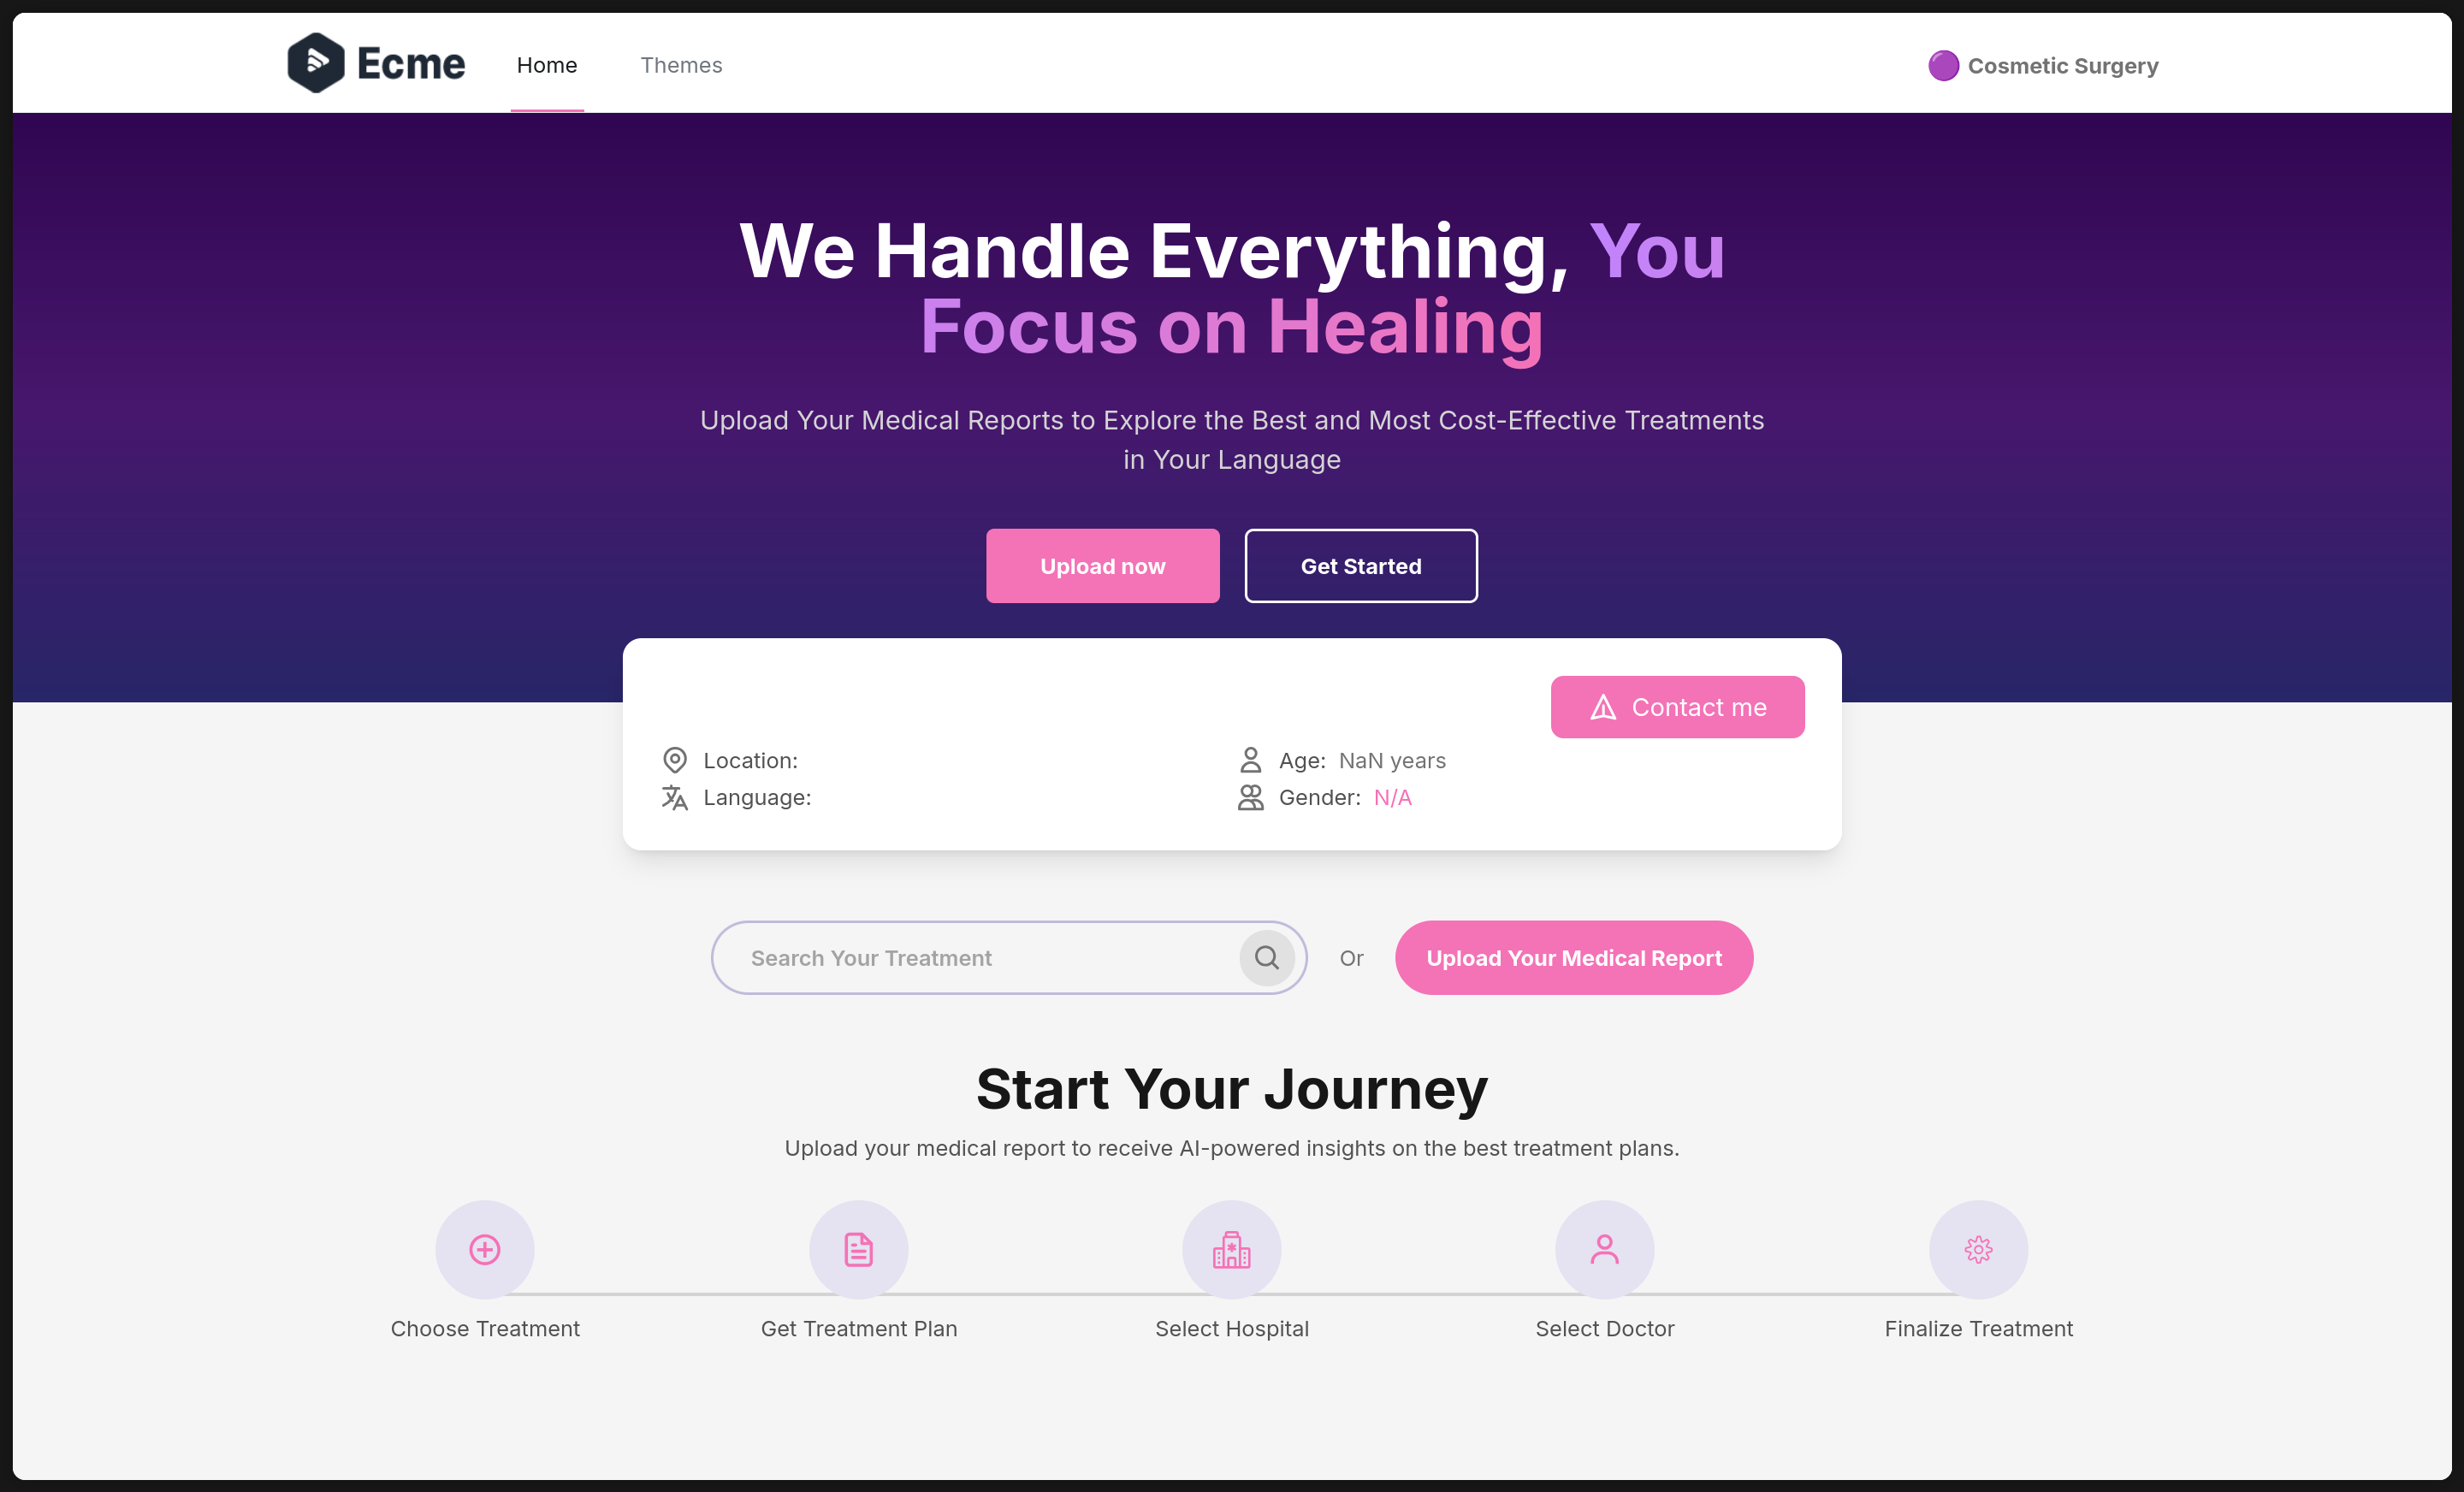 Ecme
Home
Themes
Cosmetic Surgery
We Handle Everything, You
Focus on Healing
Upload Your Medical Reports to Explore the Best and Most Cost-Effective Treatments
in Your Language
Upload now
Get Started
Contact me
Location:
Age: NaN years
Language:
Gender: N/A
Search Your Treatment
Or
Upload Your Medical Report
Start Your Journey
Upload your medical report to receive AI-powered insights on the best treatment plans.
Choose Treatment
Get Treatment Plan
Select Hospital
Select Doctor
Finalize Treatment